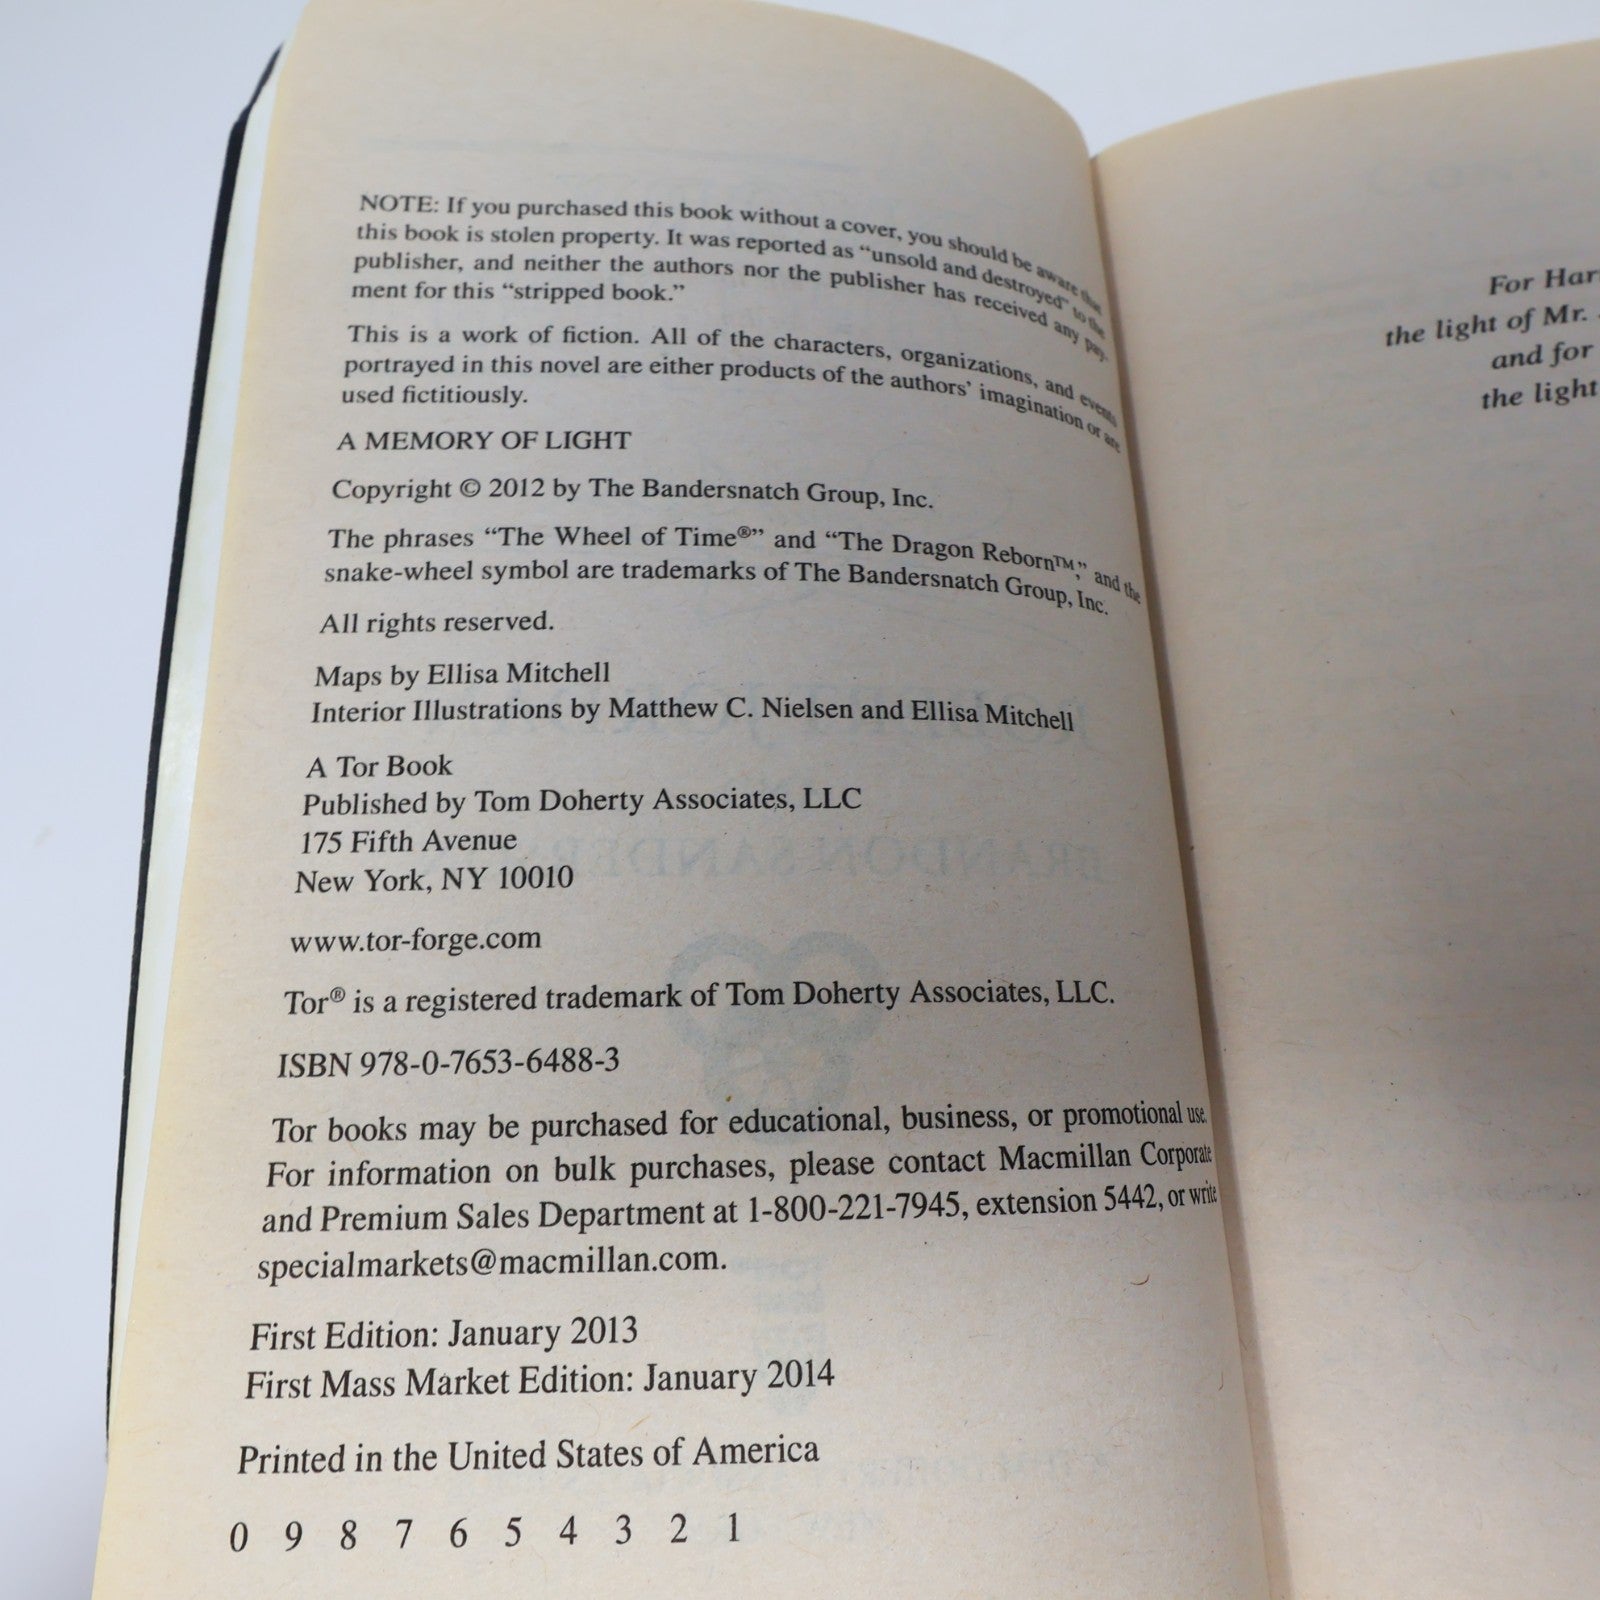 NOTE: If you purchased this book without a cover, you should be aware that
this book is stolen property. It was reported as “unsold and destroyed” to the
publisher, and neither the authors nor the publisher has received any pay-
ment for this “stripped book.”
This is a work of fiction. All of the characters, organizations, and events
portrayed in this novel are either products of the authors’ imagination or are
used fictitiously.
A MEMORY OF LIGHT
Copyright © 2012 by The Bandersnatch Group, Inc.
The phrases “The Wheel of Time®” and “The Dragon Reborn™,” and the
snake-wheel symbol are trademarks of The Bandersnatch Group, Inc.
All rights reserved.
Maps by Ellisa Mitchell
Interior Illustrations by Matthew C. Nielsen and Ellisa Mitchell
A Tor Book
Published by Tom Doherty Associates, LLC
175 Fifth Avenue
New York, NY 10010
www.tor-forge.com
Tor® is a registered trademark of Tom Doherty Associates, LLC.
ISBN 978-0-7653-6488-3
Tor books may be purchased for educational, business, or promotional use.
For information on bulk purchases, please contact Macmillan Corporate
and Premium Sales Department at 1-800-221-7945, extension 5442, or write
specialmarkets@macmillan.com.
First Edition: January 2013
First Mass Market Edition: January 2014
Printed in the United States of America
0 9 8 7 6 5 4 3 2 1
For Har
the light of Mr.
and for
the light